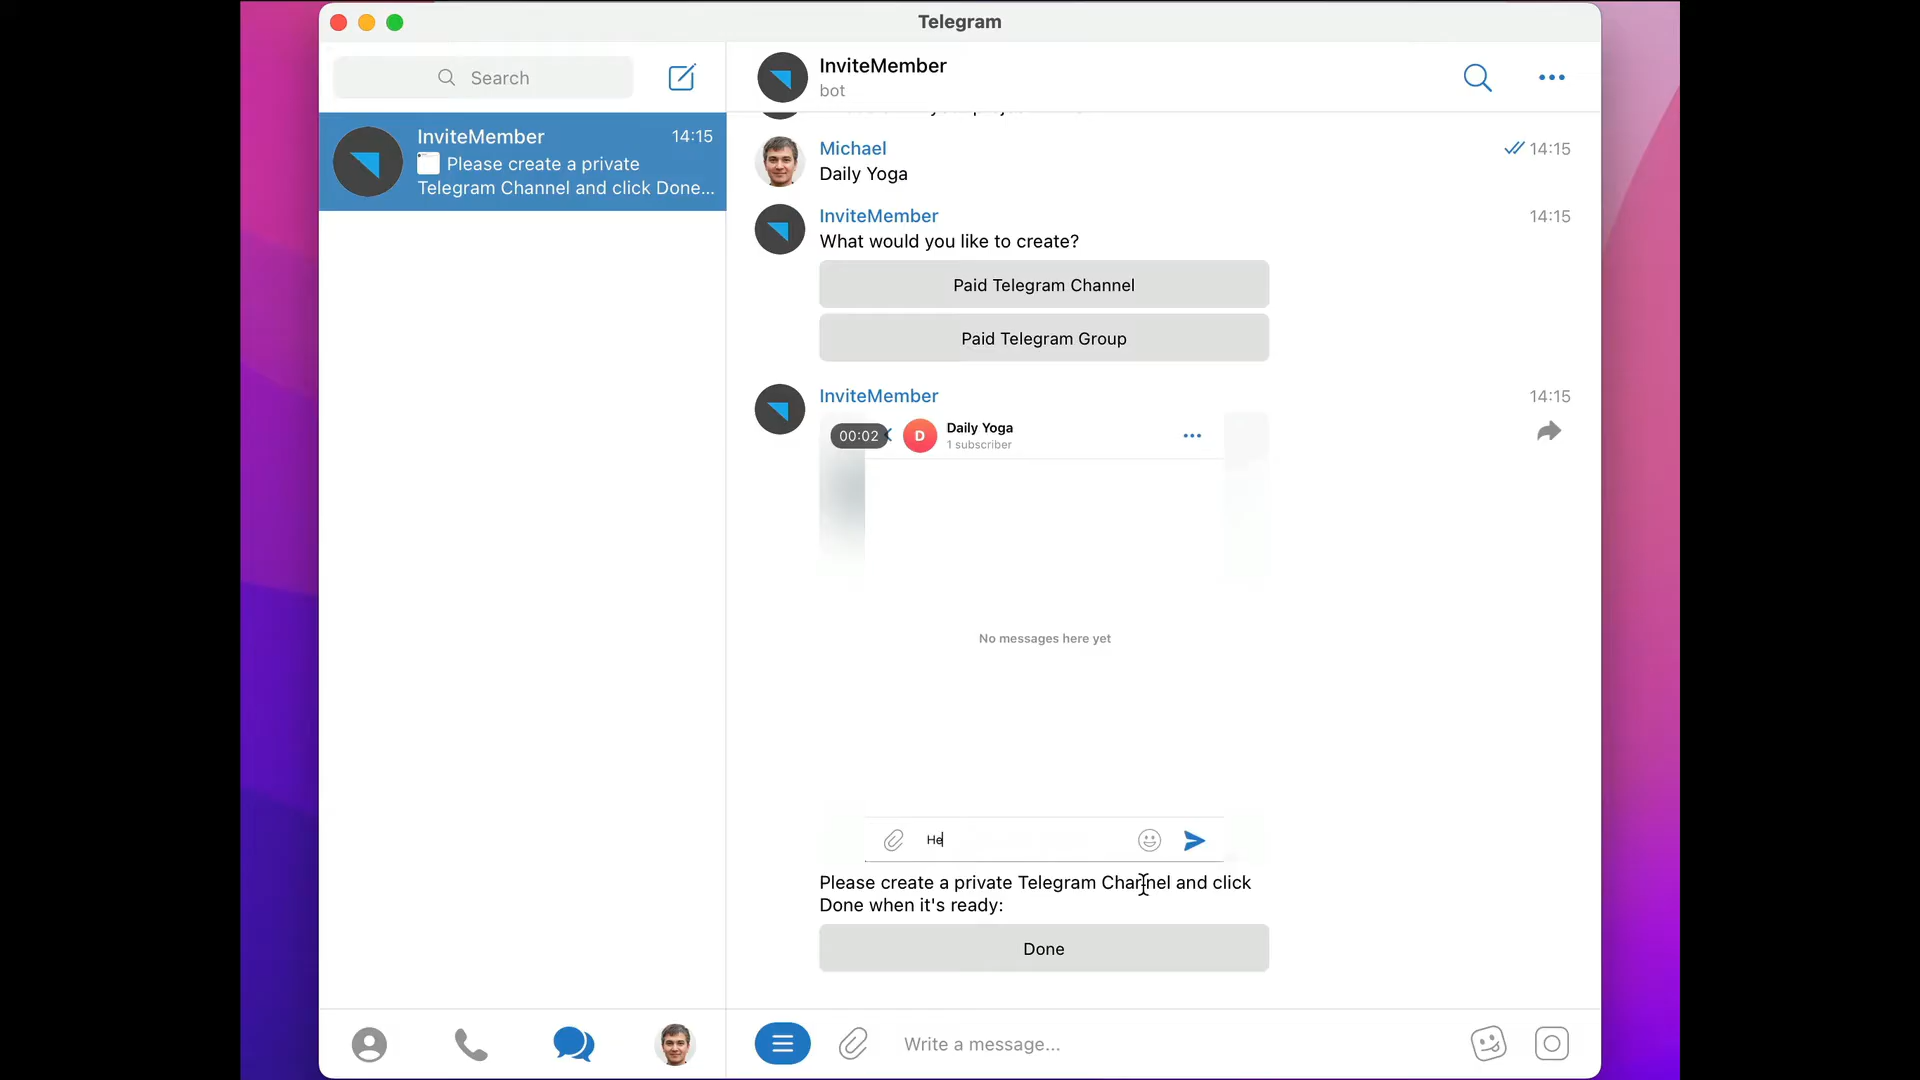 Telegram
Search
InviteMember
14:15
Please create a private
Telegram Channel and click Done...
InviteMember
bot
Michael
14:15
Daily Yoga
InviteMember
14:15
What would you like to create?
Paid Telegram Channel
Paid Telegram Group
InviteMember
14:15
00:02
D
Daily Yoga
1 subscriber
No messages here yet
He
Please create a private Telegram Channel and click
Done when it's ready:
Done
Write a message...